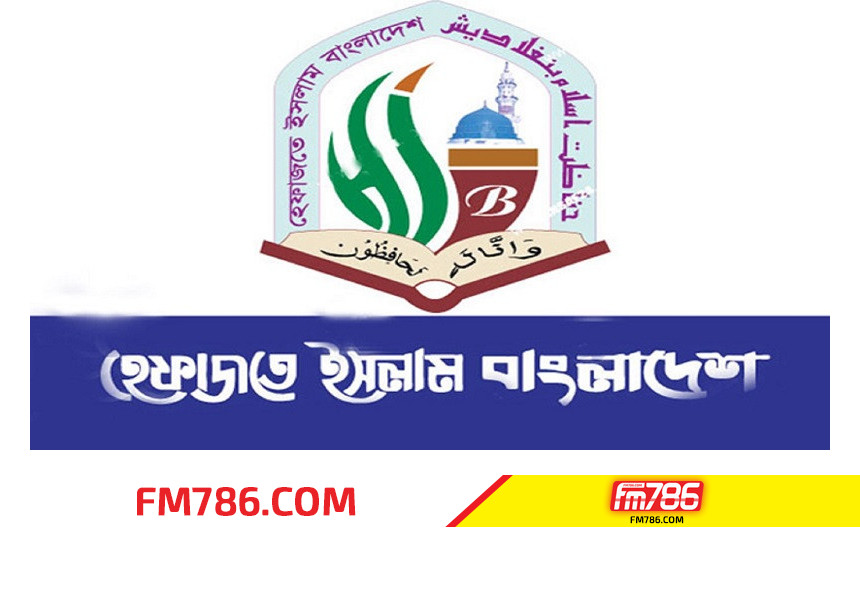 হেফাজতে ইসলাম বাংলাদেশ
حفاظت اسلام بنغلاديش
B
وَإِنَّا لَهُ لَحَافِظُونَ
হেফাজতে ইসলাম বাংলাদেশ
FM786.COM
fm786
FM786.COM